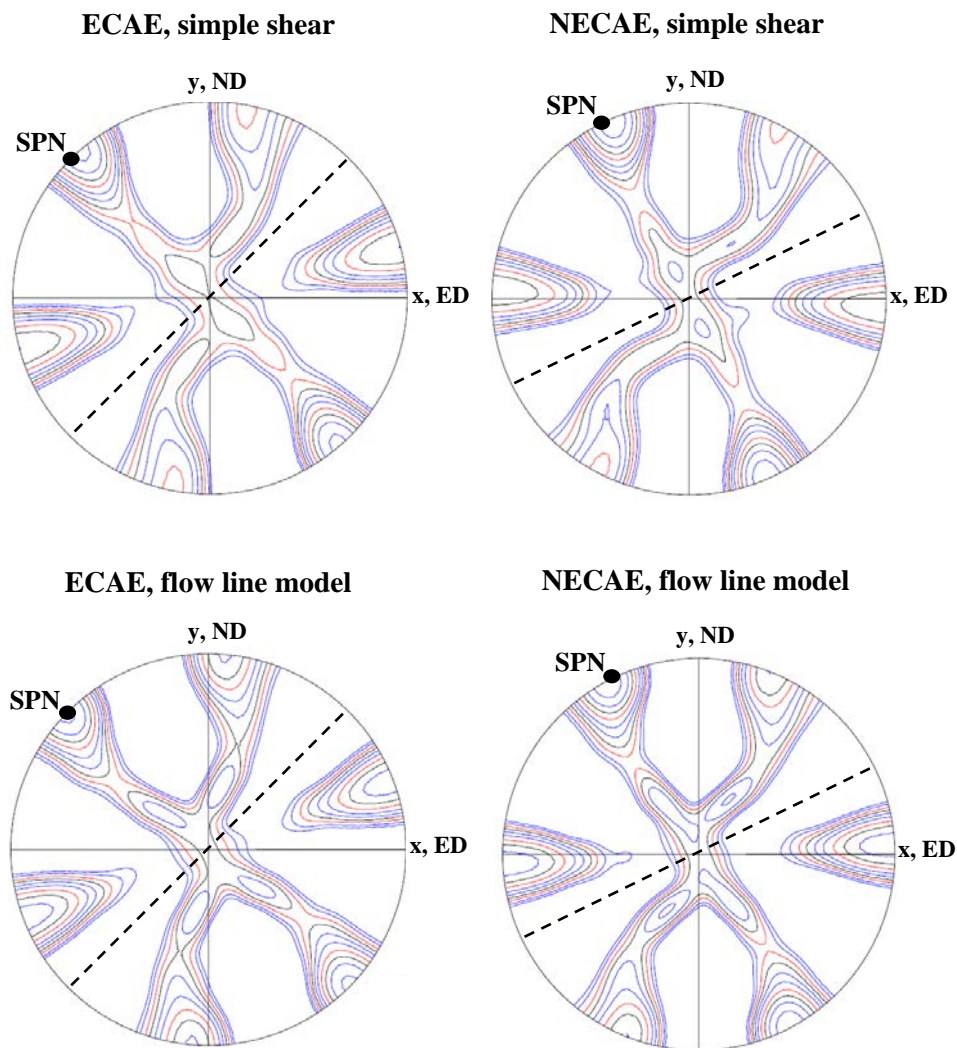 ECAE, simple shear
NECAE, simple shear
y, ND
y, ND
SPN
SPN
x, ED
x, ED
ECAE, flow line model
NECAE, flow line model
y, ND
y, ND
SPN
SPN
x, ED
x, ED